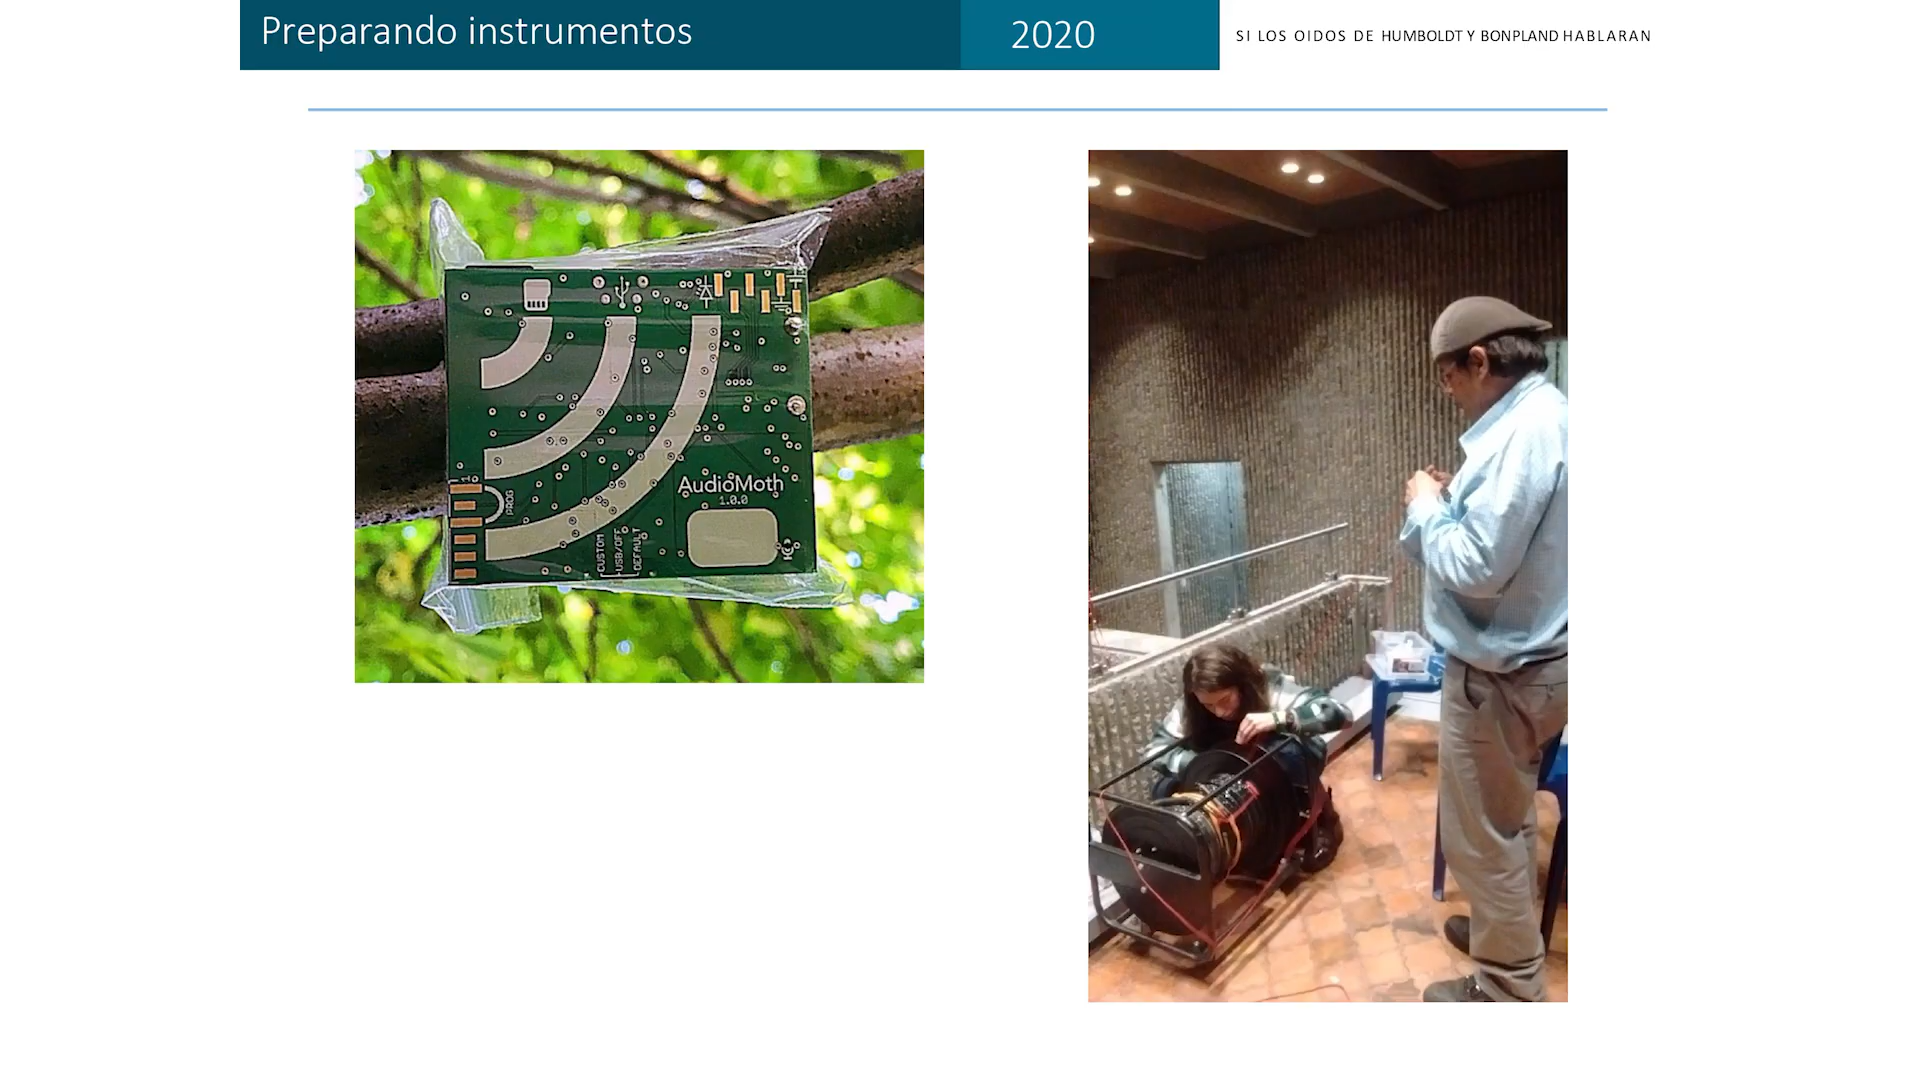 Preparando instrumentos
2020
SI LOS OIDOS DE HUMBOLDT Y BONPLAND HABLARAN
AudioMoth
1.0.0
PROG
CUSTOM
USB/OFF
DEFAULT